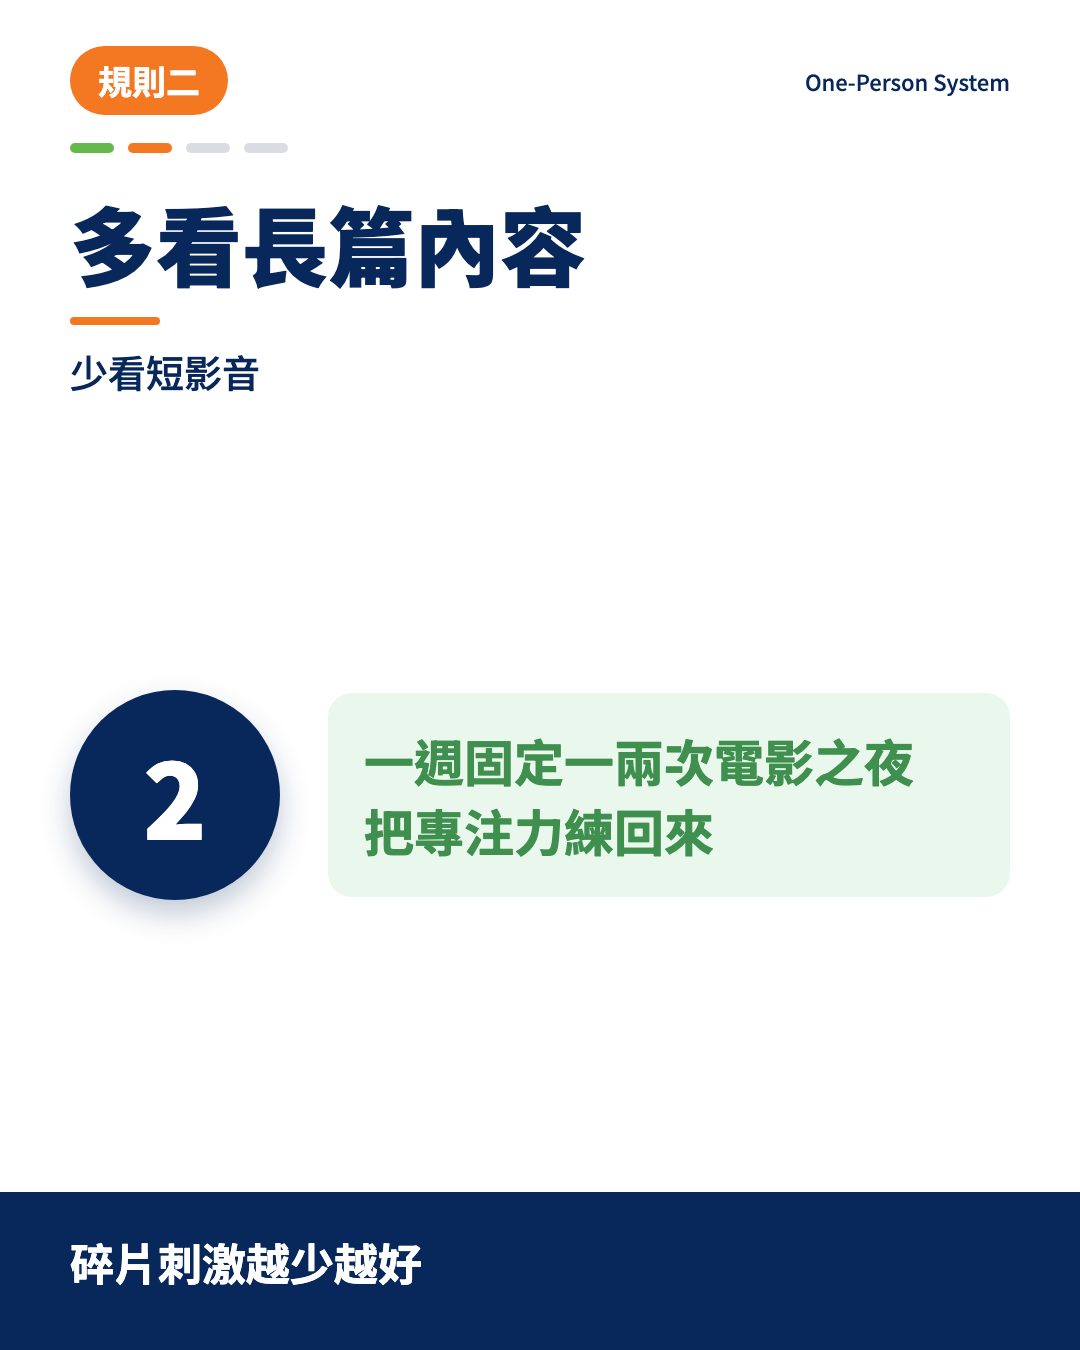 規則二
One-Person System
多看長篇內容
少看短影音
2
一週固定一兩次電影之夜
把專注力練回來
碎片刺激越少越好